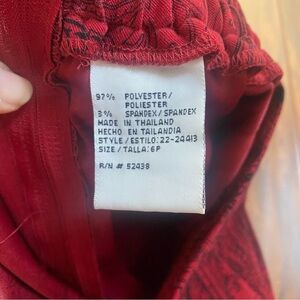 97% POLYESTER/
POLIESTER
3% SPANDEX/SPANDEX
MADE IN THAILAND
HECHO EN TAILANDIA
STYLE/ESTILO: 22-24413
SIZE/TALLA: 6P
R/N # 52438